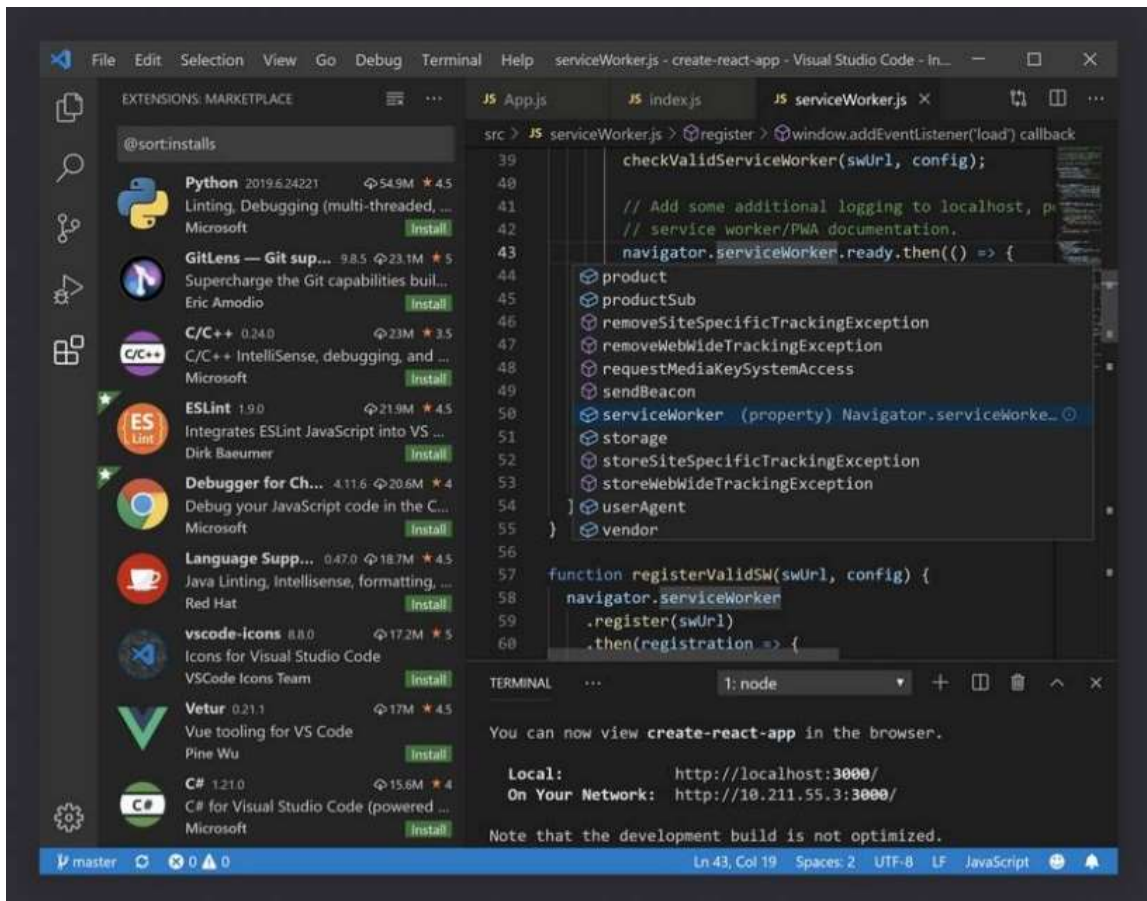 File Edit Selection View Go Debug Terminal Help serviceWorker.js - create-react-app - Visual Studio Code - In...
EXTENSIONS: MARKETPLACE
@sort:installs
Python 2019.6.24221 54.9M 4.5
Linting, Debugging (multi-threaded, ...
Microsoft Install
GitLens — Git sup... 9.8.5 23.1M 5
Supercharge the Git capabilities buil...
Eric Amodio Install
C/C++
C/C++ 0.24.0 23M 3.5
C/C++ IntelliSense, debugging, and ...
Microsoft Install
ES
Lint
ESLint 1.9.0 21.9M 4.5
Integrates ESLint JavaScript into VS ...
Dirk Baeumer Install
Debugger for Ch... 4.11.6 20.6M 4
Debug your JavaScript code in the C...
Microsoft Install
Language Supp... 0.47.0 18.7M 4.5
Java Linting, Intellisense, formatting, ...
Red Hat Install
vscode-icons 8.8.0 17.2M 5
Icons for Visual Studio Code
VSCode Icons Team Install
Vetur 0.21.1 17M 4.5
Vue tooling for VS Code
Pine Wu Install
C#
C# 1.21.0 15.6M 4
C# for Visual Studio Code (powered ...
Microsoft Install
JS App.js JS index.js JS serviceWorker.js
src > JS serviceWorker.js > register > window.addEventListener('load') callback
39 checkValidServiceWorker(swUrl, config);
40
41 // Add some additional logging to localhost, p
42 // service worker/PWA documentation.
43 navigator.serviceWorker.ready.then(() => {
44 product
45 productSub
46 removeSiteSpecificTrackingException
47 removeWebWideTrackingException
48 requestMediaKeySystemAccess
49 sendBeacon
50 serviceWorker (property) Navigator.serviceWorke...
51 storage
52 storeSiteSpecificTrackingException
53 storeWebWideTrackingException
54 ] userAgent
55 } vendor
56
57 function registerValidSW(swUrl, config) {
58 navigator.serviceWorker
59 .register(swUrl)
60 .then(registration => {
TERMINAL ... 1: node
You can now view create-react-app in the browser.
Local: http://localhost:3000/
On Your Network: http://10.211.55.3:3000/
Note that the development build is not optimized.
master 0 0 Ln 43, Col 19 Spaces: 2 UTF-8 LF JavaScript